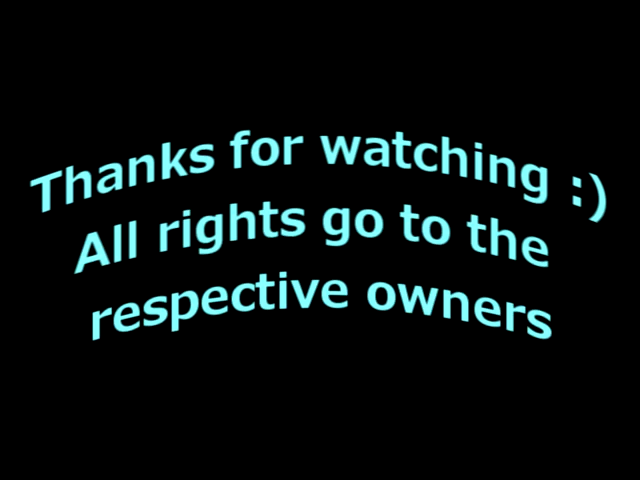 Thanks for watching :)
All rights go to the
respective owners